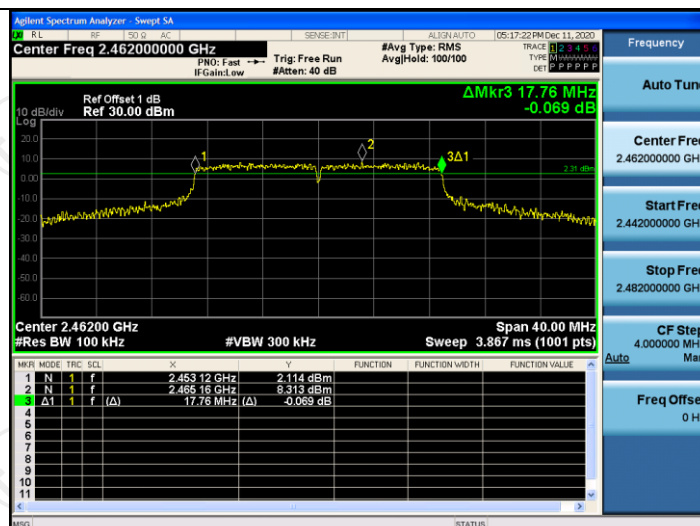 Agilent Spectrum Analyzer - Swept SA
RL RF 50 Ω AC SENSE:INT ALIGN AUTO 05:17:22 PM Dec 11, 2020
Center Freq 2.462000000 GHz
PNO: Fast
IFGain:Low
Trig: Free Run
#Atten: 40 dB
#Avg Type: RMS
Avg|Hold: 100/100
TRACE 1 2 3 4 5 6
TYPE M
DET P P P P P P
Frequency
ΔMkr3 17.76 MHz
-0.069 dB
Ref Offset 1 dB
Ref 30.00 dBm
10 dB/div
Log
20.0
10.0
0.00
-10.0
-20.0
-30.0
-40.0
-50.0
-60.0
1
2
3Δ1
2.31 dBm
Center 2.46200 GHz
#Res BW 100 kHz
#VBW 300 kHz
Span 40.00 MHz
Sweep 3.867 ms (1001 pts)
MKR MODE TRC SCL X Y FUNCTION FUNCTION WIDTH FUNCTION VALUE
1 N 1 f 2.453 12 GHz 2.114 dBm
2 N 1 f 2.465 16 GHz 8.313 dBm
3 Δ1 1 f (Δ) 17.76 MHz (Δ) -0.069 dB
4
5
6
7
8
9
10
11
MSG STATUS
Auto Tun
Center Fre
2.462000000 GH
Start Fre
2.442000000 GH
Stop Fre
2.482000000 GH
CF Step
4.000000 MH
Auto Ma
Freq Offse
0 H